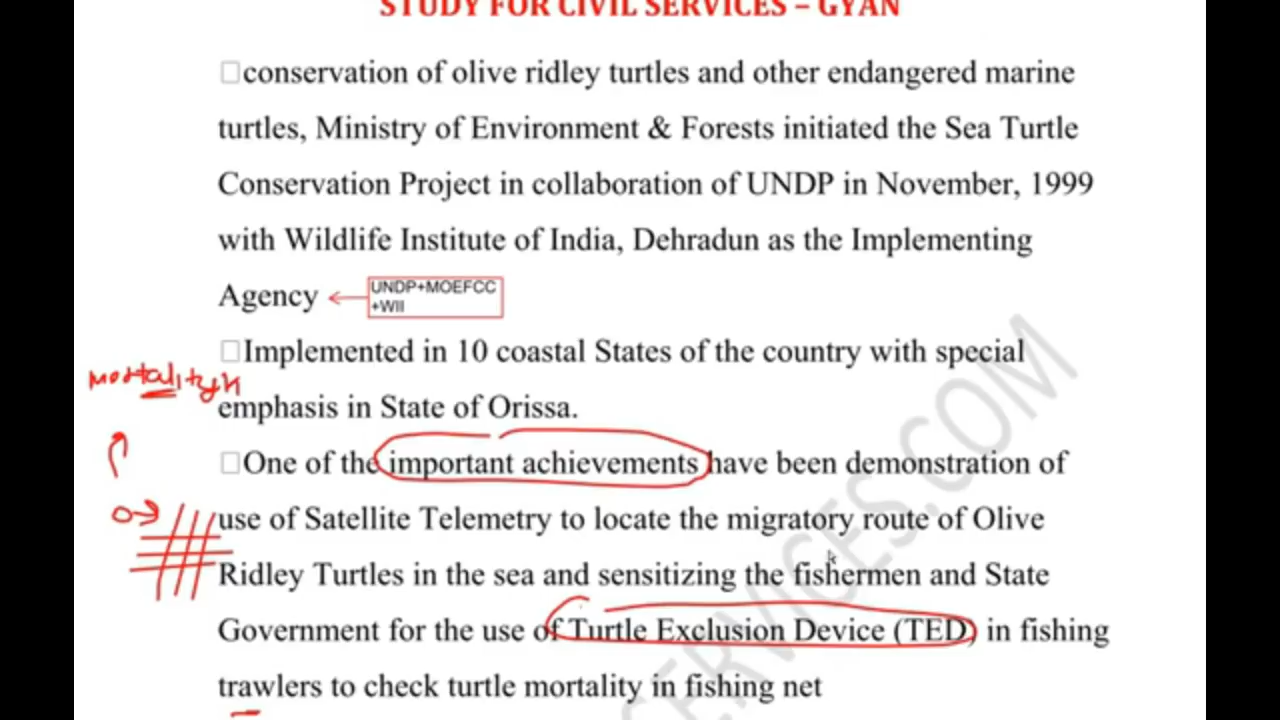 STUDY FOR CIVIL SERVICES – GYAN
conservation of olive ridley turtles and other endangered marine
turtles, Ministry of Environment & Forests initiated the Sea Turtle
Conservation Project in collaboration of UNDP in November, 1999
with Wildlife Institute of India, Dehradun as the Implementing
Agency
UNDP+MOEFCC
+WII
Implemented in 10 coastal States of the country with special
mortality
emphasis in State of Orissa.
One of the important achievements have been demonstration of
use of Satellite Telemetry to locate the migratory route of Olive
Ridley Turtles in the sea and sensitizing the fishermen and State
Government for the use of Turtle Exclusion Device (TED) in fishing
trawlers to check turtle mortality in fishing net
VICES.COM